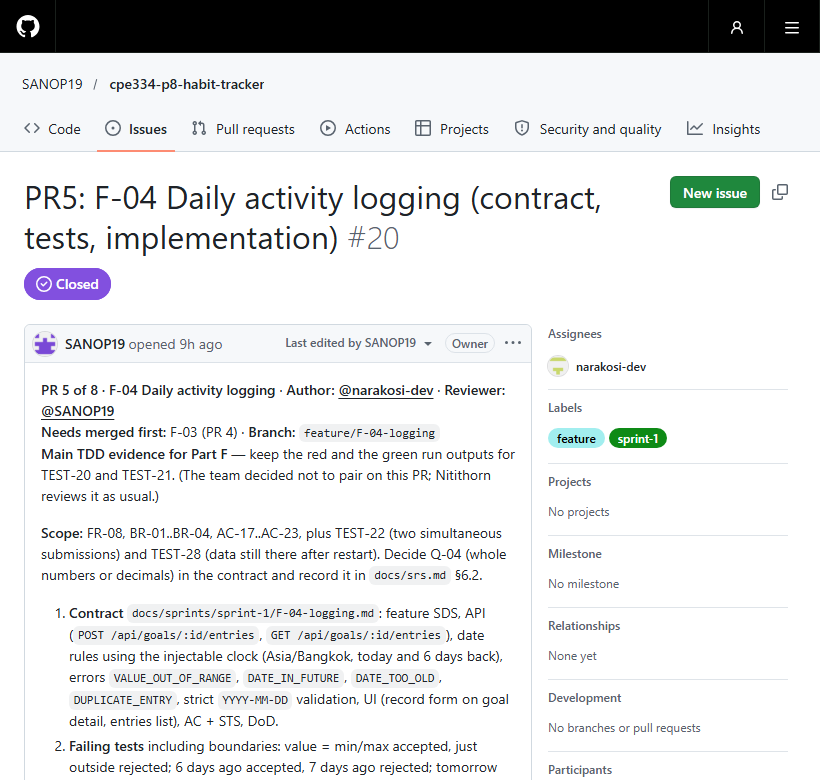 SANOP19 / cpe334-p8-habit-tracker
Code Issues Pull requests Actions Projects Security and quality Insights
PR5: F-04 Daily activity logging (contract,
tests, implementation) #20
New issue
Closed
SANOP19 opened 9h ago Last edited by SANOP19 Owner
PR 5 of 8 · F-04 Daily activity logging · Author: @narakosi-dev · Reviewer:
@SANOP19
Needs merged first: F-03 (PR 4) · Branch: feature/F-04-logging
Main TDD evidence for Part F — keep the red and the green run outputs for
TEST-20 and TEST-21. (The team decided not to pair on this PR; Nitithorn
reviews it as usual.)
Scope: FR-08, BR-01..BR-04, AC-17..AC-23, plus TEST-22 (two simultaneous
submissions) and TEST-28 (data still there after restart). Decide Q-04 (whole
numbers or decimals) in the contract and record it in docs/srs.md §6.2.
1. Contract docs/sprints/sprint-1/F-04-logging.md : feature SDS, API
( POST /api/goals/:id/entries , GET /api/goals/:id/entries ), date
rules using the injectable clock (Asia/Bangkok, today and 6 days back),
errors VALUE_OUT_OF_RANGE , DATE_IN_FUTURE , DATE_TOO_OLD ,
DUPLICATE_ENTRY , strict YYYY-MM-DD validation, UI (record form on goal
detail, entries list), AC + STS, DoD.
2. Failing tests including boundaries: value = min/max accepted, just
outside rejected; 6 days ago accepted, 7 days ago rejected; tomorrow
Assignees
narakosi-dev
Labels
feature sprint-1
Projects
No projects
Milestone
No milestone
Relationships
None yet
Development
No branches or pull requests
Participants